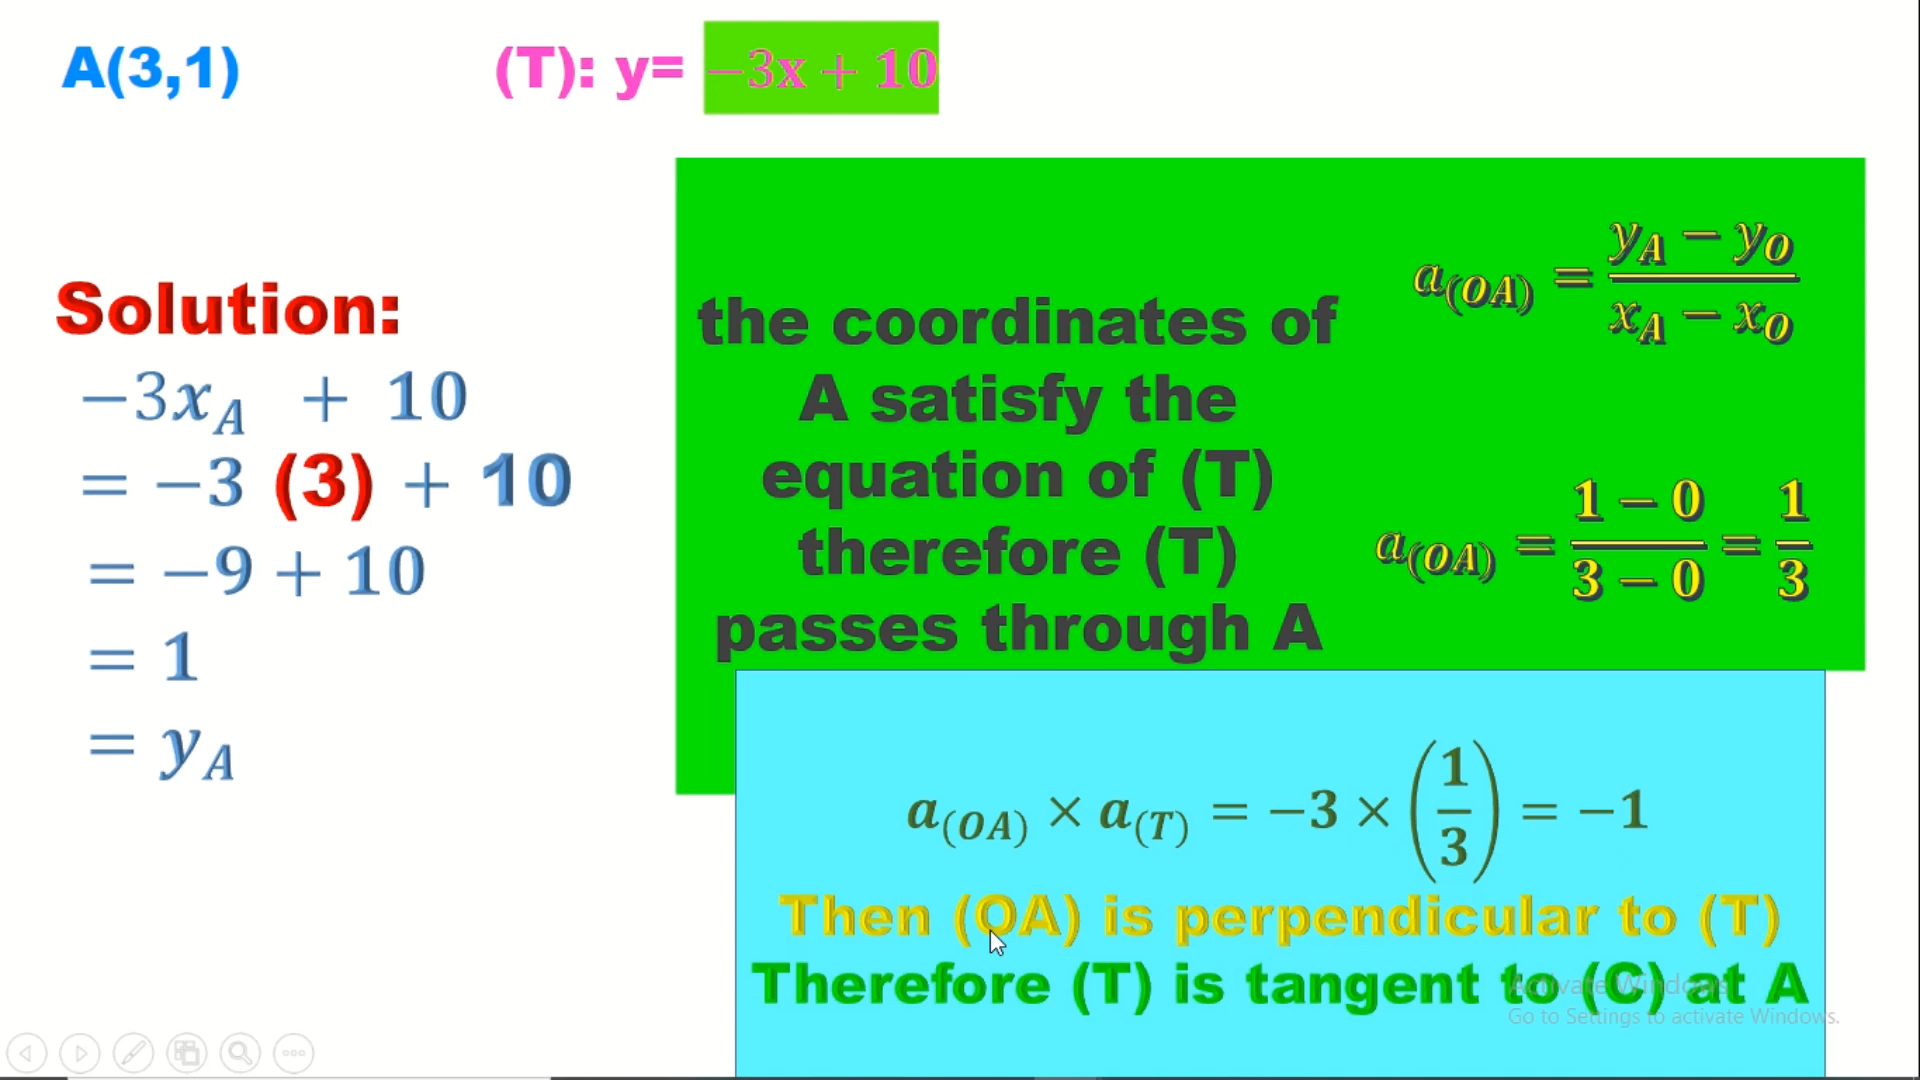 A(3,1)
(T): y= −3x + 10
Solution:
−3x_A + 10
= −3 (3) + 10
= −9 + 10
= 1
= y_A
the coordinates of
A satisfy the
equation of (T)
therefore (T)
passes through A
a_(OA) = (y_A − y_O)/(x_A − x_O)
a_(OA) = (1 − 0)/(3 − 0) = 1/3
a_(OA) × a_(T) = −3 × (1/3) = −1
Then (OA) is perpendicular to (T)
Therefore (T) is tangent to (C) at A
Activate Windows
Go to Settings to activate Windows.